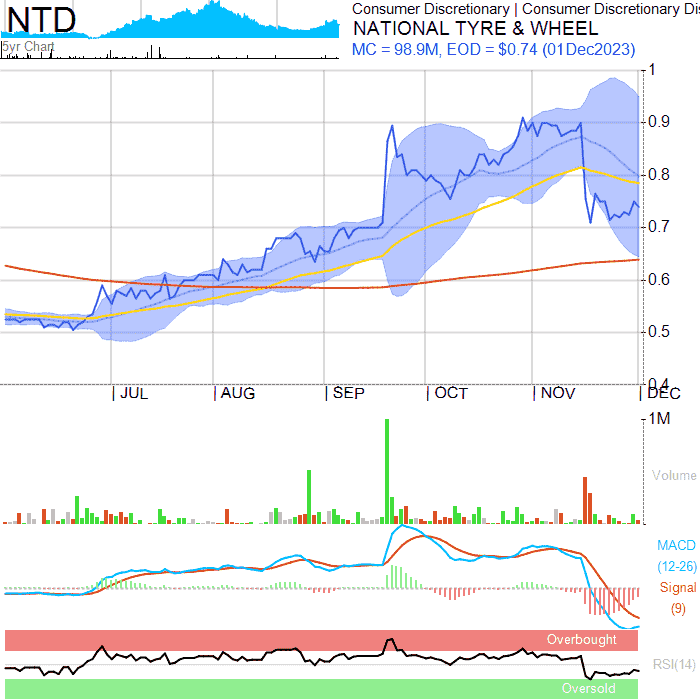 NTD
Consumer Discretionary | Consumer Discretionary Dis
NATIONAL TYRE & WHEEL
5yr Chart
MC = 98.9M, EOD = $0.74 (01Dec2023)
1
0.9
0.8
0.7
0.6
0.5
0.4
JUL AUG SEP OCT NOV DEC
1M
Volume
MACD
(12-26)
Signal
(9)
Overbought
RSI(14)
Oversold